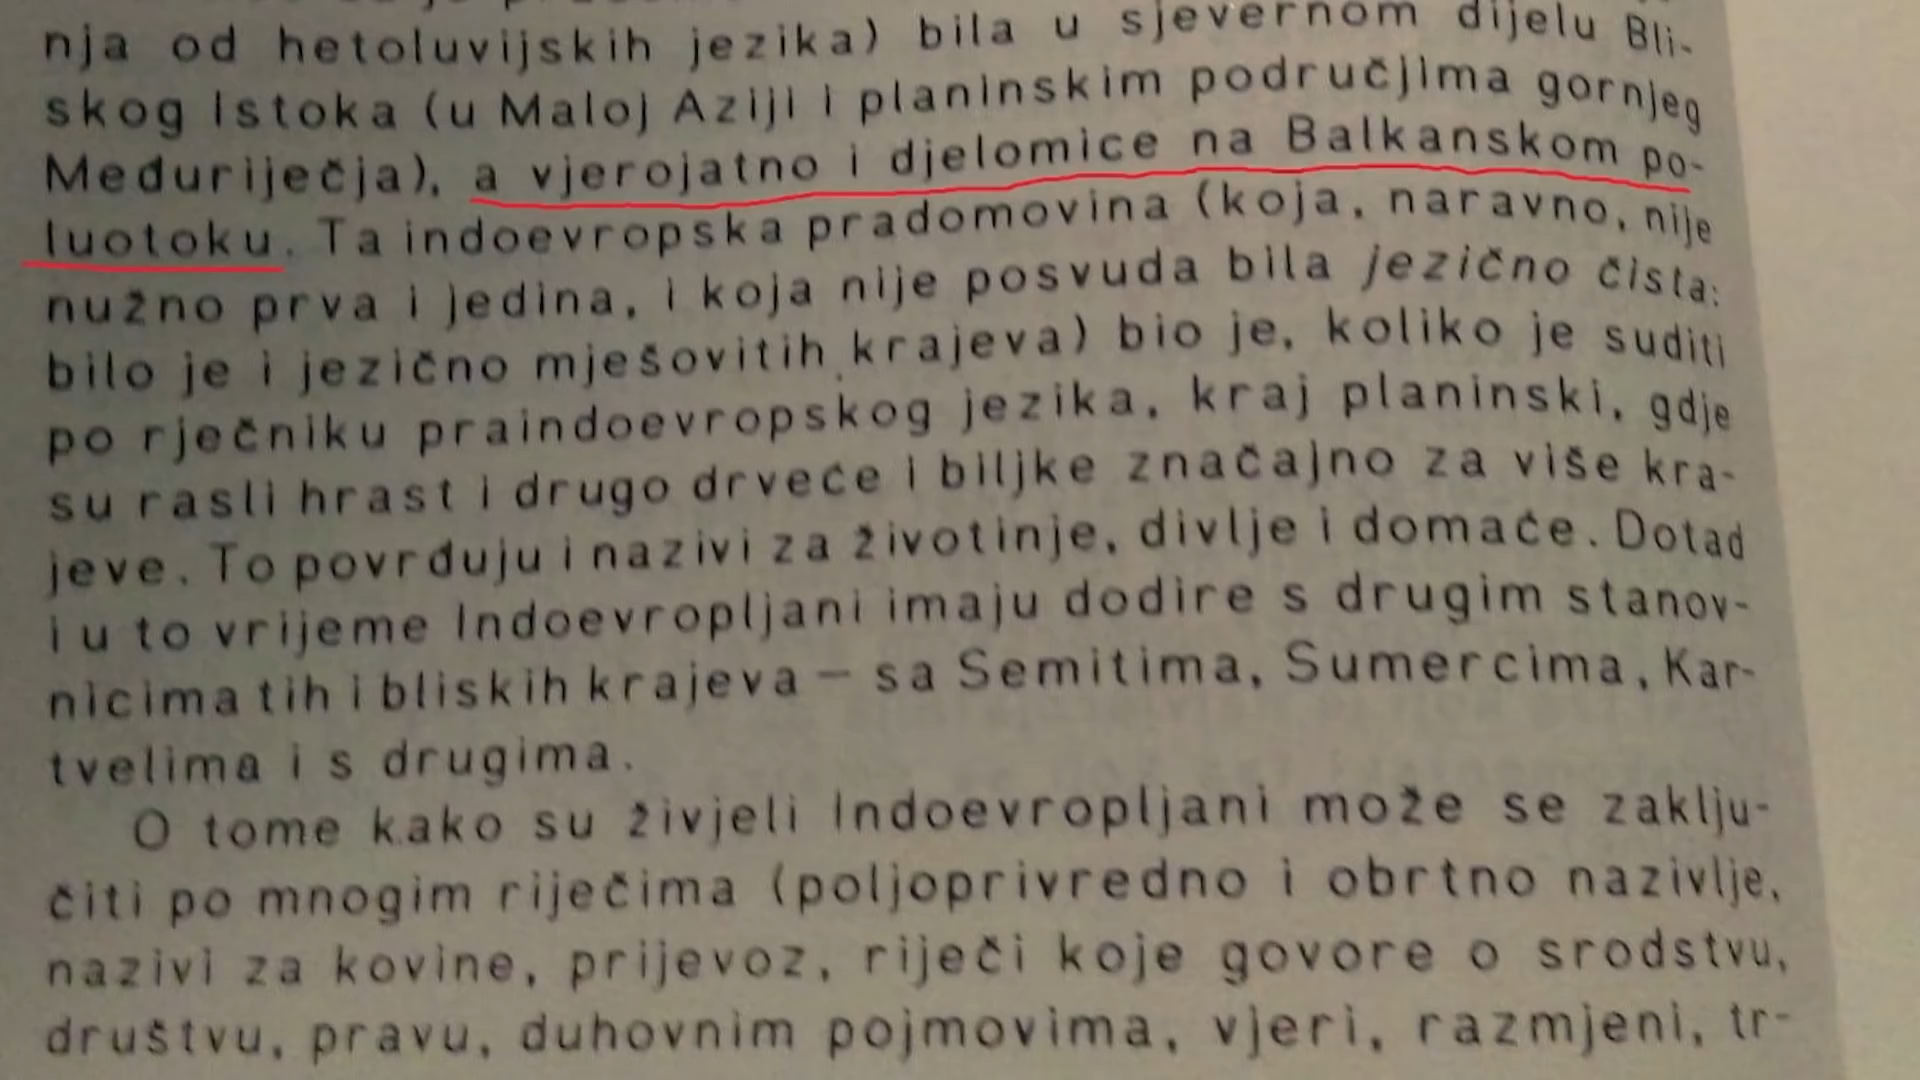 nja od hetoluvijskih jezika) bila u sjevernom dijelu Bli-
skog Istoka (u Maloj Aziji i planinskim područjima gornjeg
Međuriječja), a vjerojatno i djelomice na Balkanskom po-
luotoku. Ta indoevropska pradomovina (koja, naravno, nije
nužno prva i jedina, i koja nije posvuda bila jezično čista:
bilo je i jezično mješovitih krajeva) bio je, koliko je suditi
po rječniku praindoevropskog jezika, kraj planinski, gdje
su rasli hrast i drugo drveće i biljke značajno za više kra-
jeve. To povrđuju i nazivi za životinje, divlje i domaće. Dotad
i u to vrijeme Indoevropljani imaju dodire s drugim stanov-
nicima tih i bliskih krajeva – sa Semitima, Sumercima, Kar-
tvelima i s drugima.
O tome kako su živjeli Indoevropljani može se zaklju-
čiti po mnogim riječima (poljoprivredno i obrtno nazivlje,
nazivi za kovine, prijevoz, riječi koje govore o srodstvu,
društvu, pravu, duhovnim pojmovima, vjeri, razmjeni, tr-